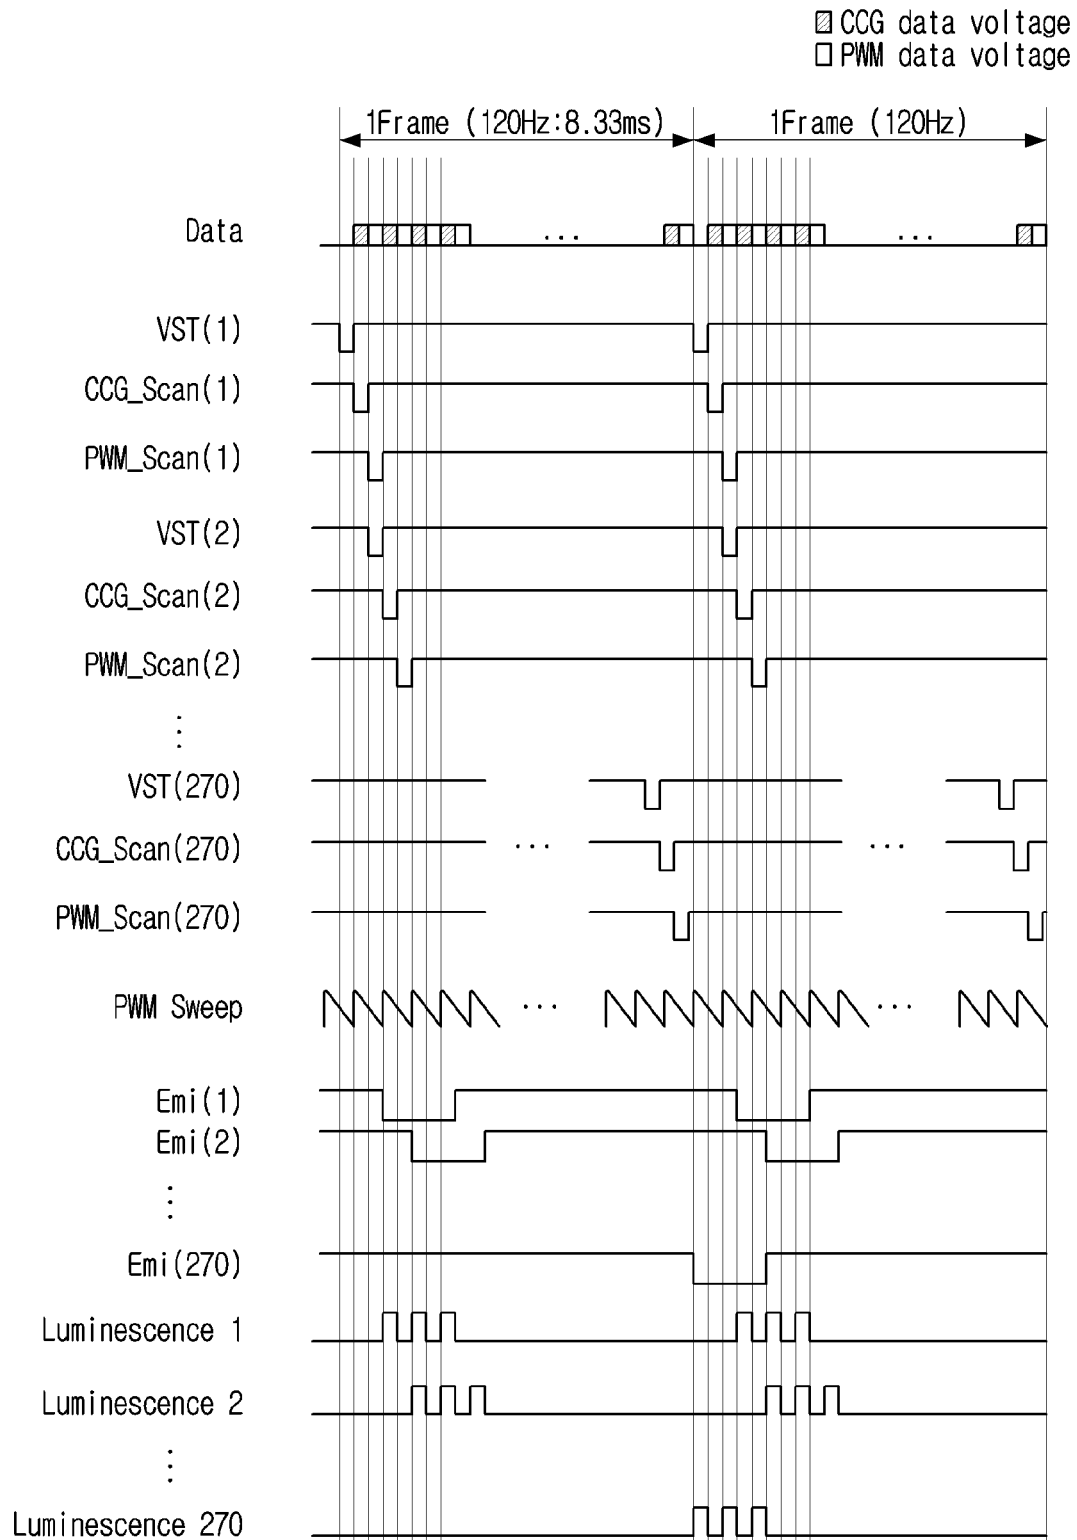 CCG data voltage
PWM data voltage
1Frame (120Hz:8.33ms)
1Frame (120Hz)
Data
...
...
VST(1)
CCG_Scan(1)
PWM_Scan(1)
VST(2)
CCG_Scan(2)
PWM_Scan(2)
⋮
VST(270)
CCG_Scan(270)
...
...
PWM_Scan(270)
PWM Sweep
...
...
Emi(1)
Emi(2)
⋮
Emi(270)
Luminescence 1
Luminescence 2
⋮
Luminescence 270